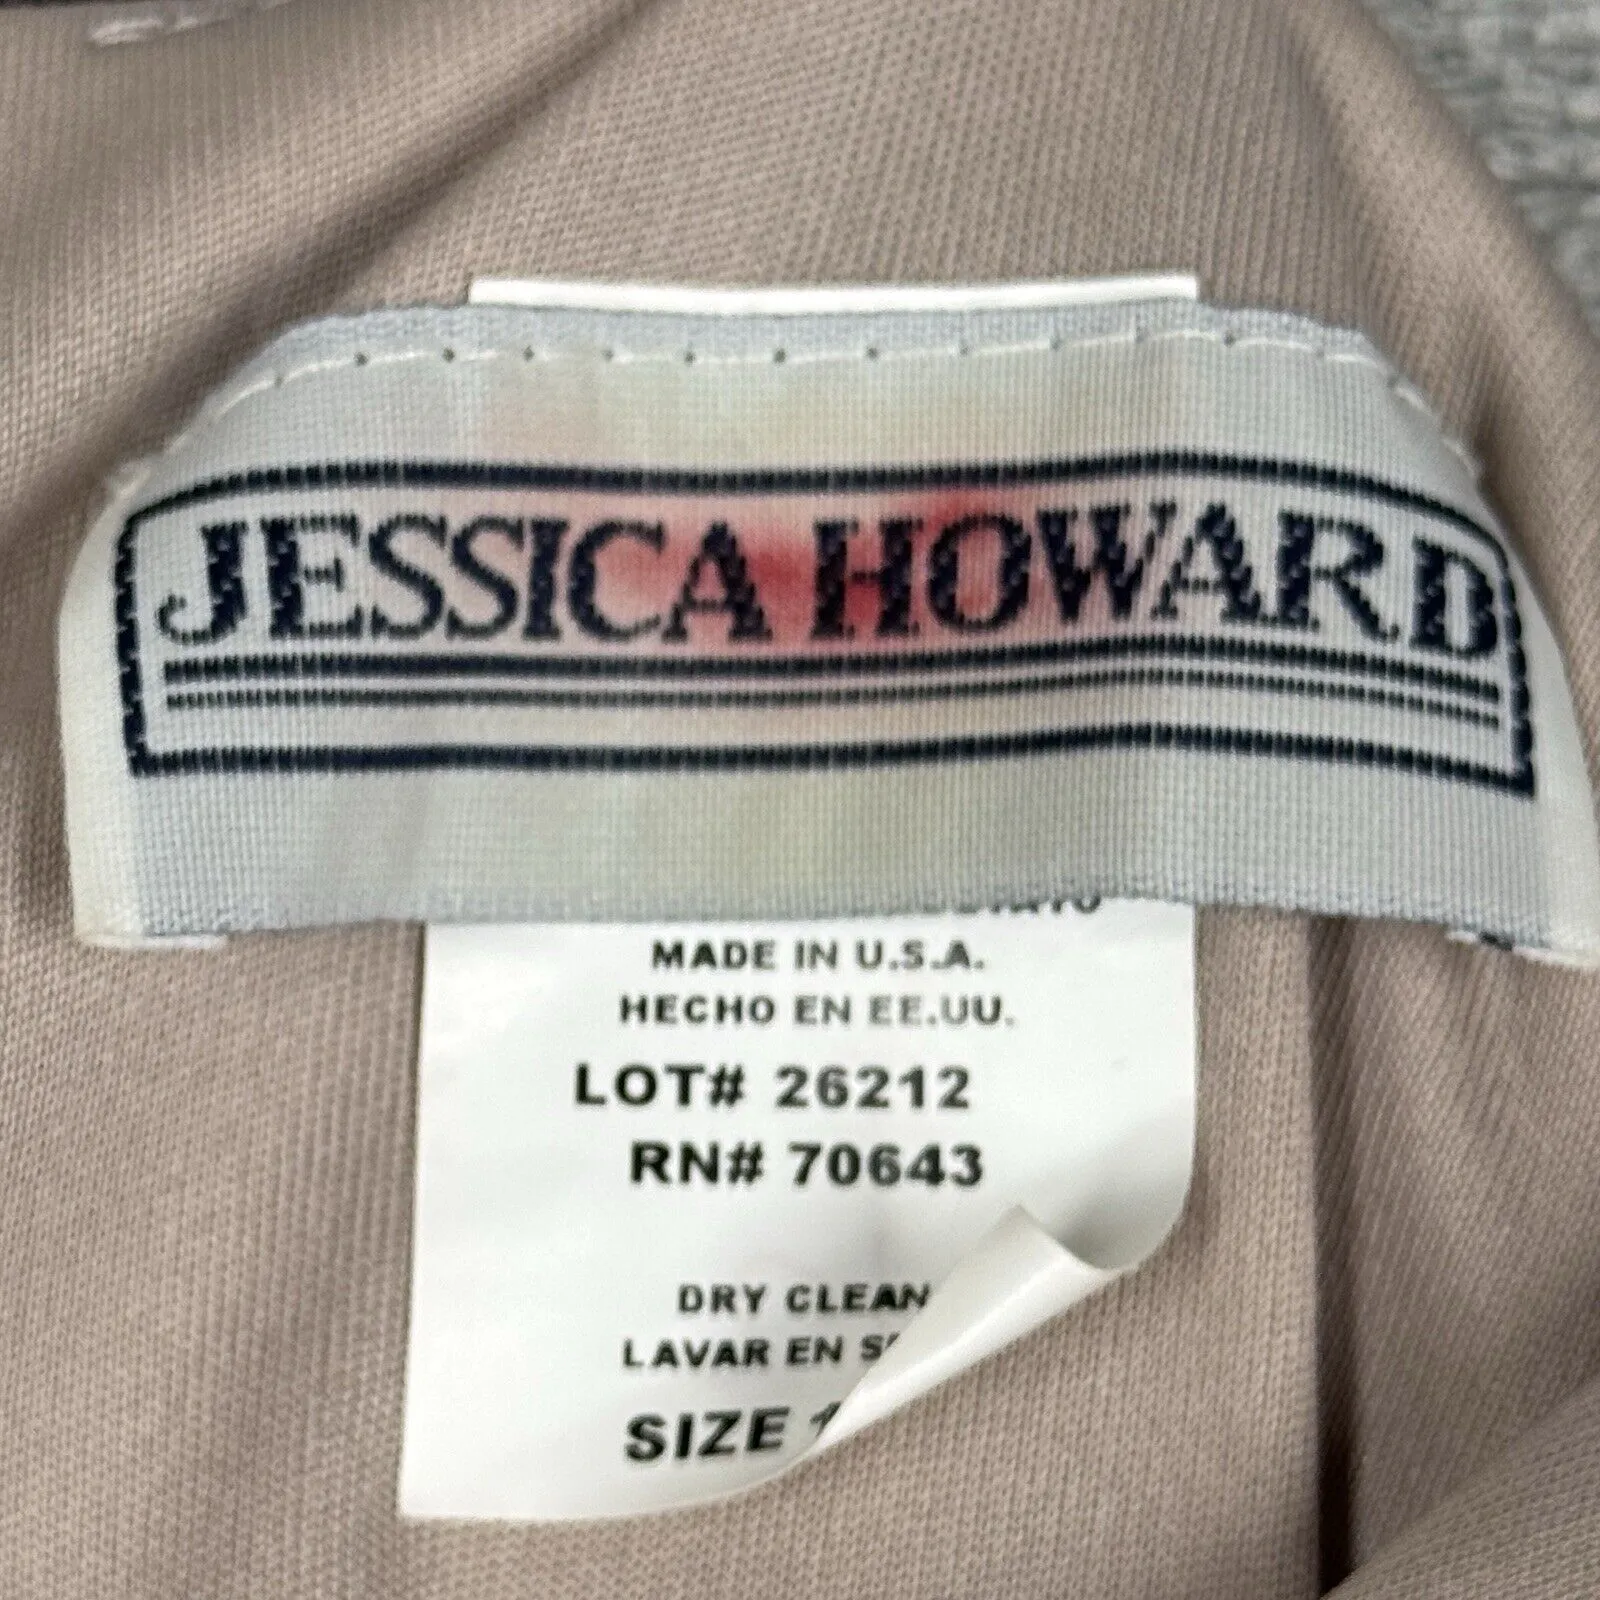 JESSICA HOWARD
MADE IN U.S.A.
HECHO EN EE.UU.
LOT# 26212
RN# 70643
DRY CLEAN
LAVAR EN
SIZE